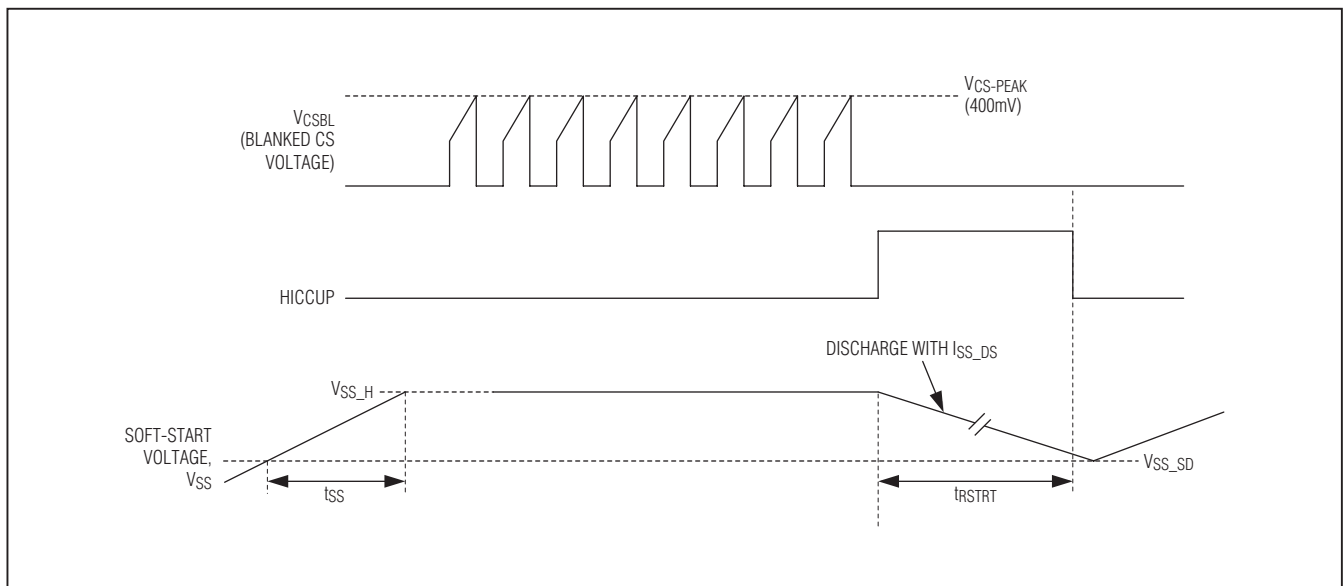 VCS-PEAK
(400mV)
VCSBL
(BLANKED CS
VOLTAGE)
HICCUP
DISCHARGE WITH ISS_DS
VSS_H
SOFT-START
VOLTAGE,
VSS
VSS_SD
tSS
tRSTRT